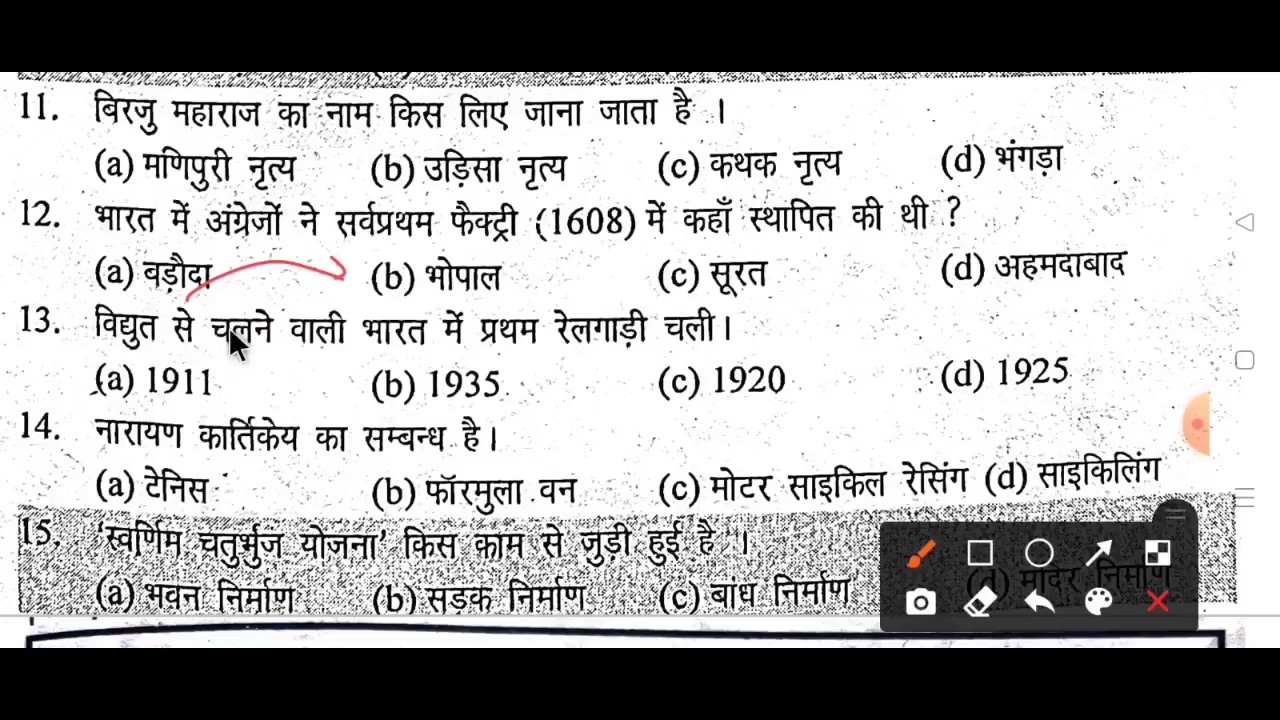 11. बिरजु महाराज का नाम किस लिए जाना जाता है ।
(a) मणिपुरी नृत्य (b) उड़िसा नृत्य (c) कथक नृत्य (d) भंगड़ा
12. भारत में अंग्रेजों ने सर्वप्रथम फैक्ट्री (1608) में कहाँ स्थापित की थी ?
(a) बड़ौदा (b) भोपाल (c) सूरत (d) अहमदाबाद
13. विद्युत से चलने वाली भारत में प्रथम रेलगाड़ी चली।
(a) 1911 (b) 1935 (c) 1920 (d) 1925
14. नारायण कार्तिकेय का सम्बन्ध है।
(a) टेनिस (b) फॉरमुला वन (c) मोटर साइकिल रेसिंग (d) साइकिलिंग
15. 'स्वर्णिम चतुर्भुज योजना' किस काम से जुड़ी हुई है ।
(a) भवन निर्माण (b) सड़क निर्माण (c) बांध निर्माण (d) मंदिर निर्माण